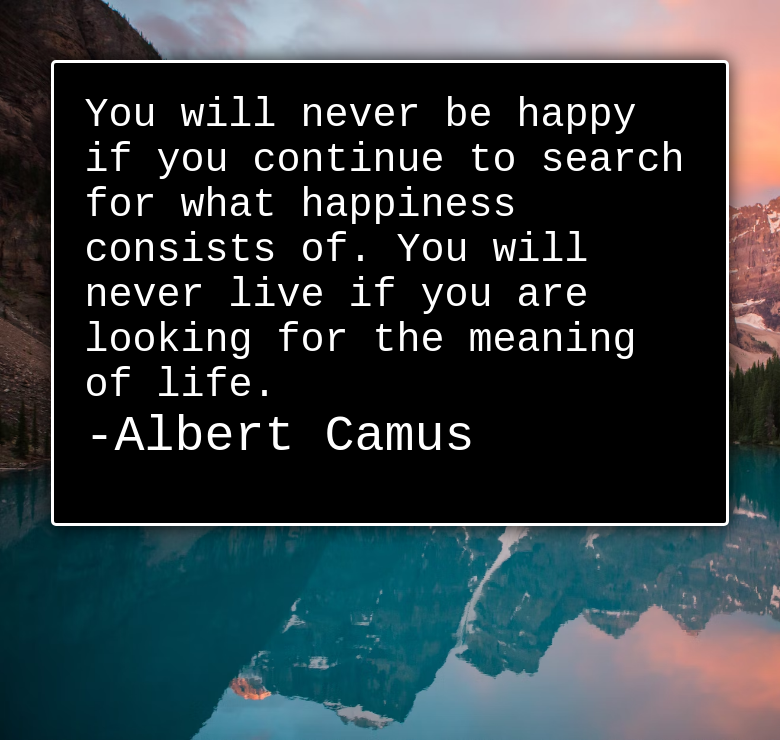 You will never be happy
if you continue to search
for what happiness
consists of. You will
never live if you are
looking for the meaning
of life.
-Albert Camus